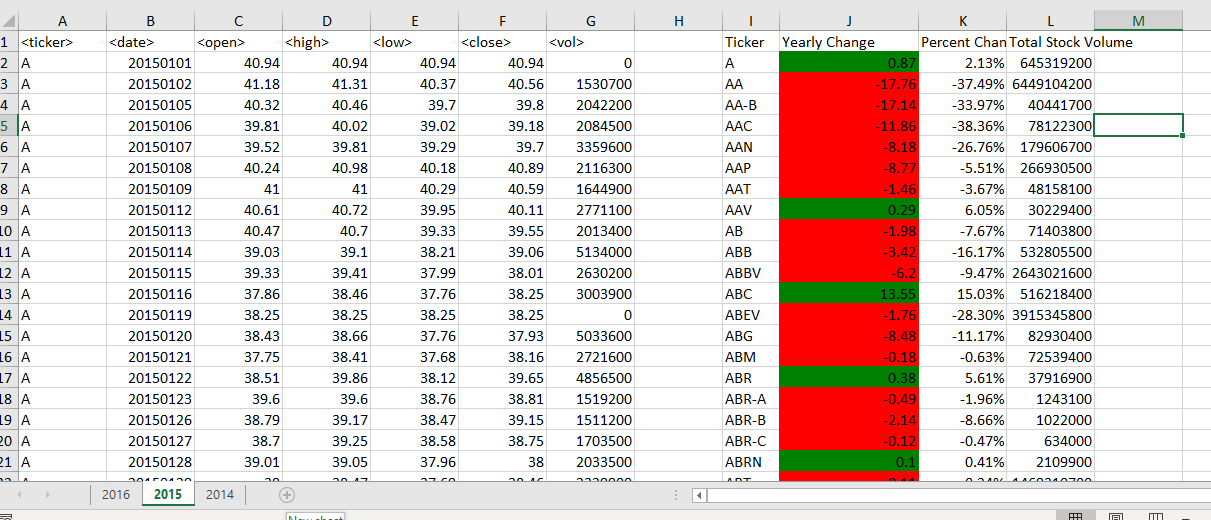 A B C D E F G H I J K L M
1 <ticker> <date> <open> <high> <low> <close> <vol> Ticker Yearly Change Percent Chan Total Stock Volume
2 A 20150101 40.94 40.94 40.94 40.94 0 A 0.87 2.13% 645319200
3 A 20150102 41.18 41.31 40.37 40.56 1530700 AA -17.76 -37.49% 6449104200
4 A 20150105 40.32 40.46 39.7 39.8 2042200 AA-B -17.14 -33.97% 40441700
5 A 20150106 39.81 40.02 39.02 39.18 2084500 AAC -11.86 -38.36% 78122300
6 A 20150107 39.52 39.81 39.29 39.7 3359600 AAN -8.18 -26.76% 179606700
7 A 20150108 40.24 40.98 40.18 40.89 2116300 AAP -8.77 -5.51% 266930500
8 A 20150109 41 41 40.29 40.59 1644900 AAT -1.46 -3.67% 48158100
9 A 20150112 40.61 40.72 39.95 40.11 2771100 AAV 0.29 6.05% 30229400
10 A 20150113 40.47 40.7 39.33 39.55 2013400 AB -1.98 -7.67% 71403800
11 A 20150114 39.03 39.1 38.21 39.06 5134000 ABB -3.42 -16.17% 532805500
12 A 20150115 39.33 39.41 37.99 38.01 2630200 ABBV -6.2 -9.47% 2643021600
13 A 20150116 37.86 38.46 37.76 38.25 3003900 ABC 13.55 15.03% 516218400
14 A 20150119 38.25 38.25 38.25 38.25 0 ABEV -1.76 -28.30% 3915345800
15 A 20150120 38.43 38.66 37.76 37.93 5033600 ABG -8.48 -11.17% 82930400
16 A 20150121 37.75 38.41 37.68 38.16 2721600 ABM -0.18 -0.63% 72539400
17 A 20150122 38.51 39.86 38.12 39.65 4856500 ABR 0.38 5.61% 37916900
18 A 20150123 39.6 39.6 38.76 38.81 1519200 ABR-A -0.49 -1.96% 1243100
19 A 20150126 38.79 39.17 38.47 39.15 1511200 ABR-B -2.14 -8.66% 1022000
20 A 20150127 38.7 39.25 38.58 38.75 1703500 ABR-C -0.12 -0.47% 634000
21 A 20150128 39.01 39.05 37.96 38 2033500 ABRN 0.1 0.41% 2109900
2016 2015 2014